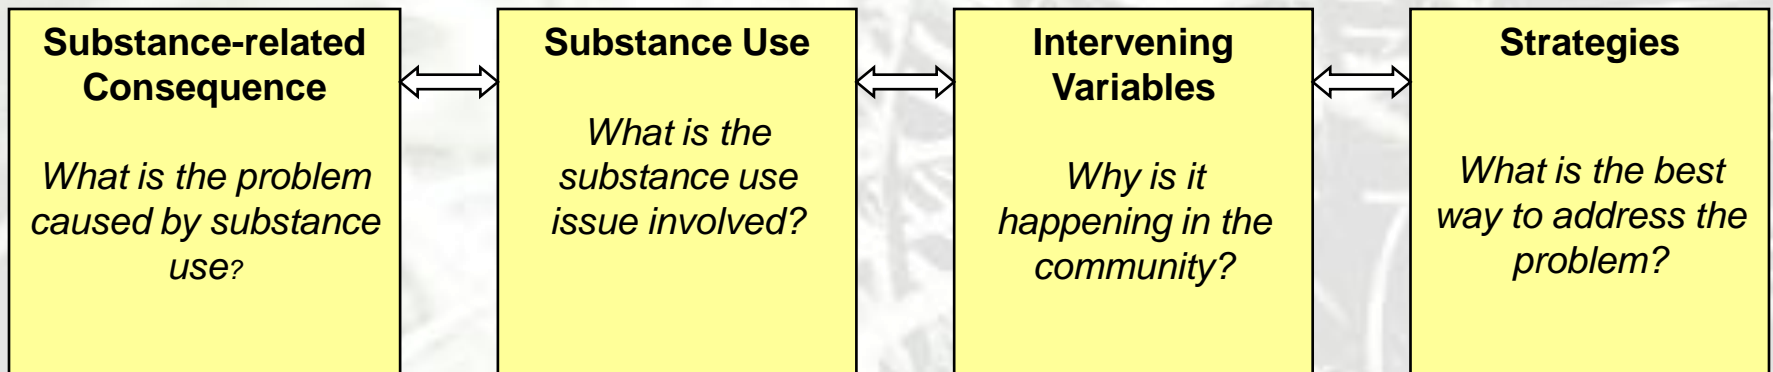 Substance-related
Consequence
What is the problem
caused by substance
use?
Substance Use
What is the
substance use
issue involved?
Intervening
Variables
Why is it
happening in the
community?
Strategies
What is the best
way to address the
problem?